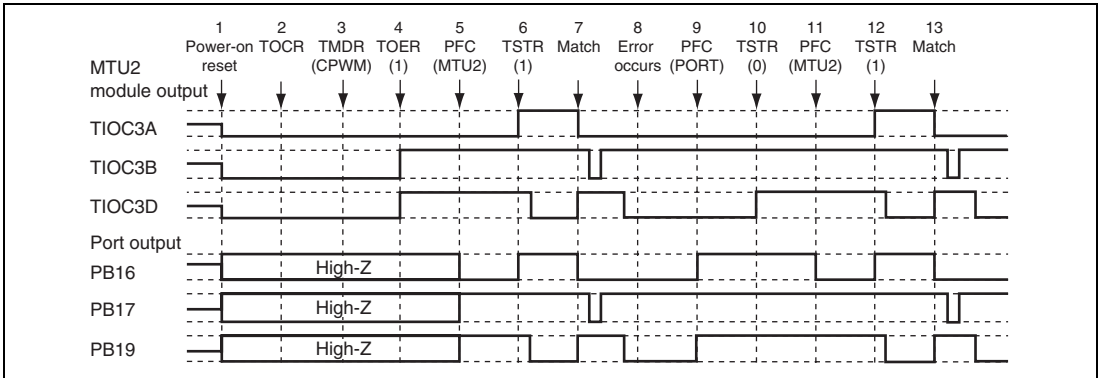 1 2 3 4 5 6 7 8 9 10 11 12 13
Power-on TOCR TMDR TOER PFC TSTR Match Error PFC TSTR PFC TSTR Match
reset (CPWM) (1) (MTU2) (1) occurs (PORT) (0) (MTU2) (1)
MTU2
module output
TIOC3A
TIOC3B
TIOC3D
Port output
PB16 High-Z
PB17 High-Z
PB19 High-Z